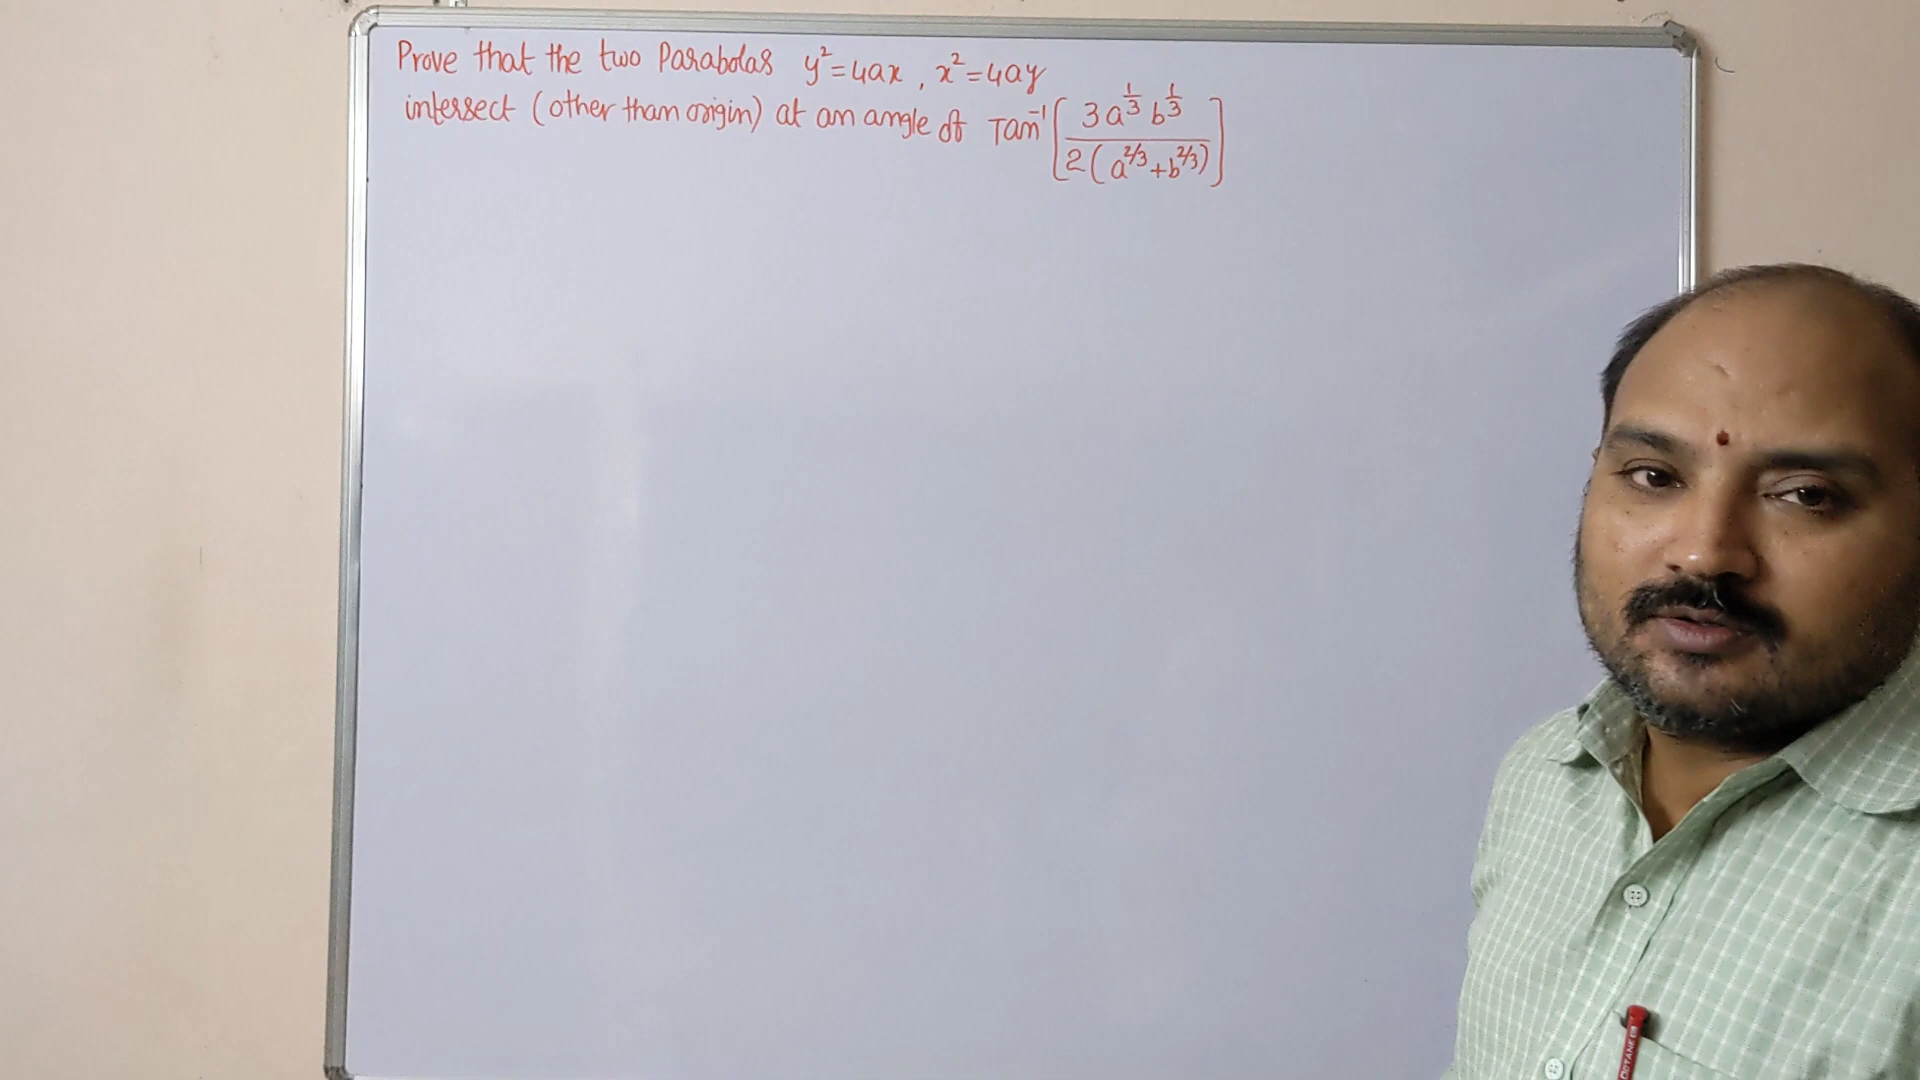 Prove that the two Parabolas y²=4ax, x²=4ay
intersect (other than origin) at an angle of Tan⁻¹[3a^(1/3) b^(1/3) / 2(a^(2/3)+b^(2/3))]